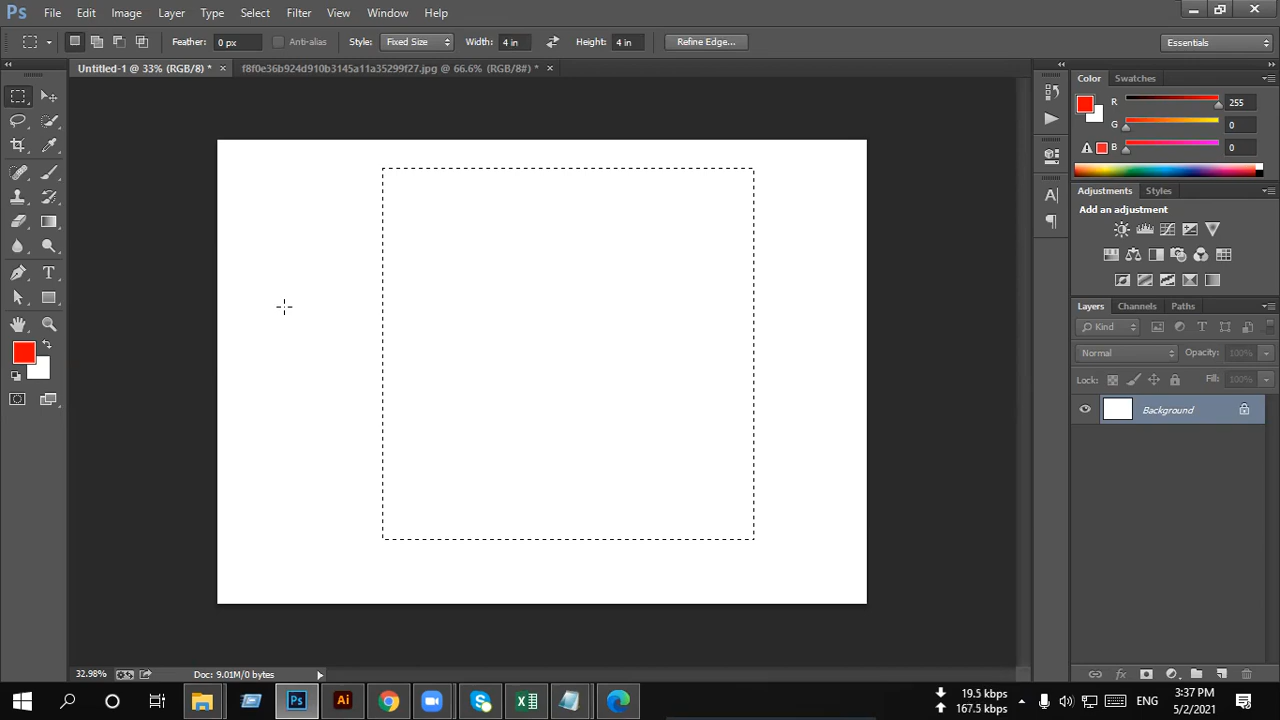 Ps File Edit Image Layer Type Select Filter View Window Help
Feather: 0 px Anti-alias Style: Fixed Size Width: 4 in Height: 4 in Refine Edge... Essentials
Untitled-1 @ 33% (RGB/8) * × f8f0e36b924d910b3145a11a35299f27.jpg @ 66.6% (RGB/8#) * ×
Color Swatches
R 255
G 0
B 0
Adjustments Styles
Add an adjustment
Layers Channels Paths
Kind
Normal Opacity: 100%
Lock: Fill: 100%
Background
32.98% Doc: 9.01M/0 bytes
Ps Ai
19.5 kbps
167.5 kbps
ENG
3:37 PM
5/2/2021